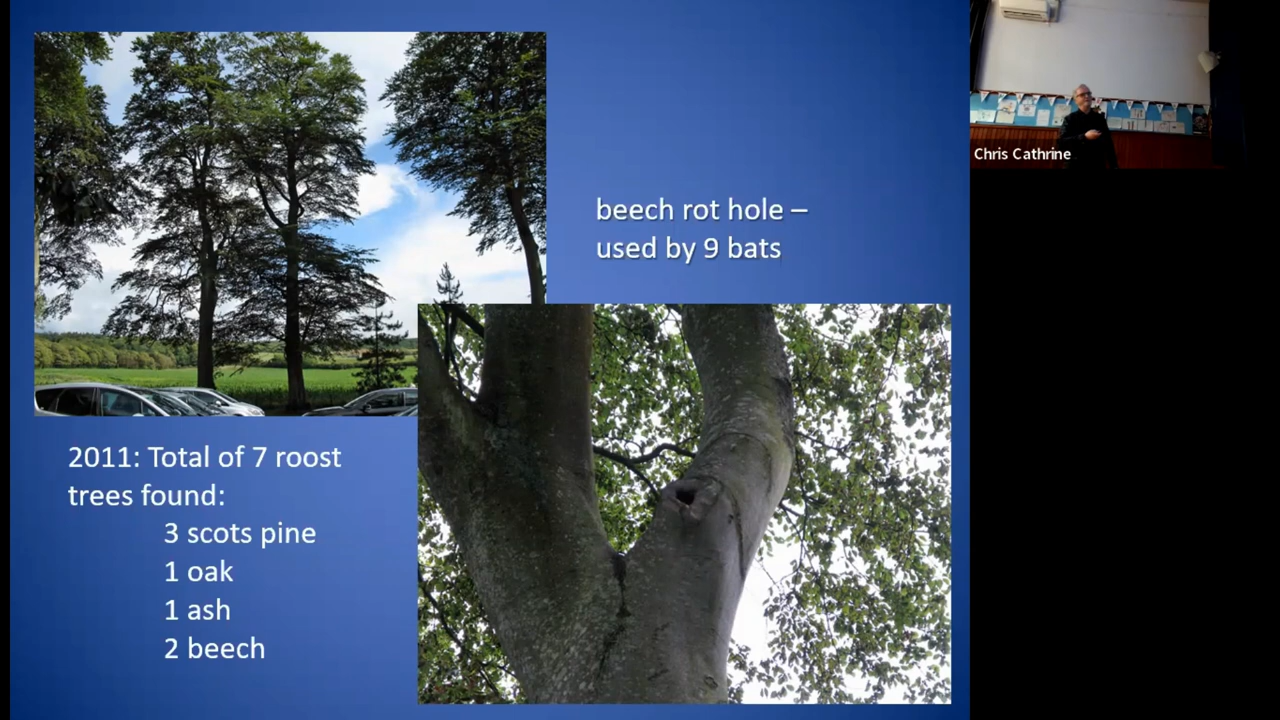 beech rot hole –
used by 9 bats
2011: Total of 7 roost
trees found:
3 scots pine
1 oak
1 ash
2 beech
Chris Cathrine